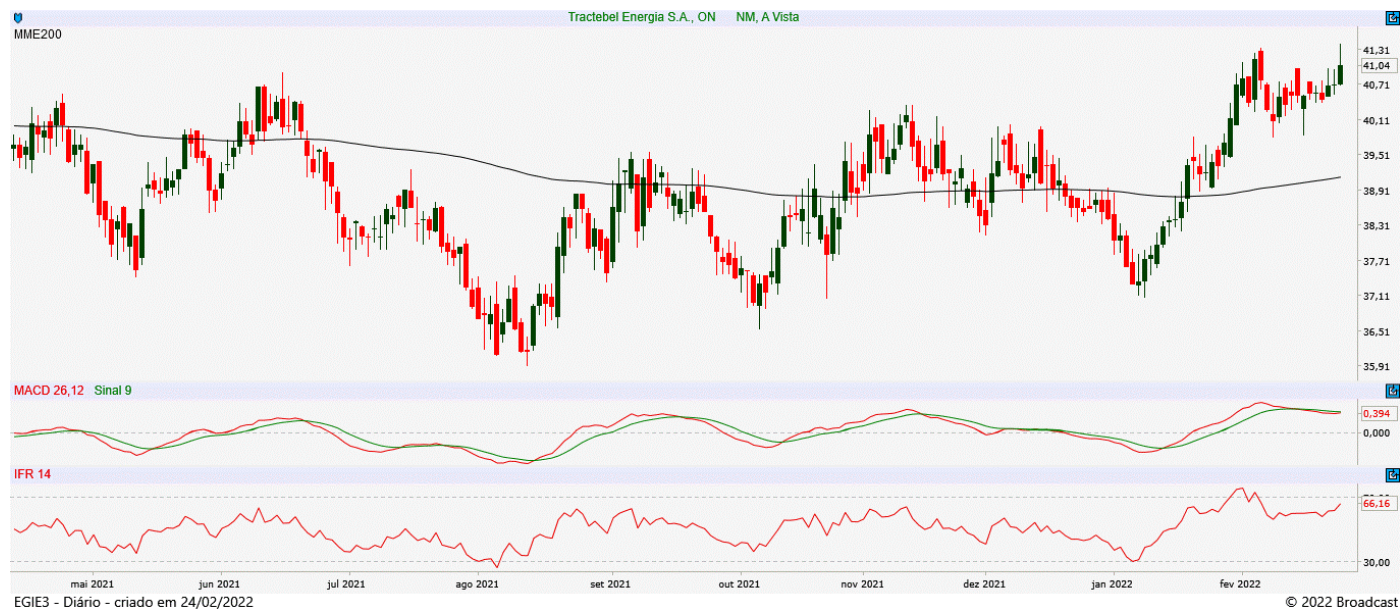 Tractebel Energia S.A., ON NM, A Vista
MME200
41,31
41,04
40,71
40,11
39,51
38,91
38,31
37,71
37,11
36,51
35,91
MACD 26,12 Sinal 9
0,394
0,000
IFR 14
66,16
30,00
mai 2021 jun 2021 jul 2021 ago 2021 set 2021 out 2021 nov 2021 dez 2021 jan 2022 fev 2022
EGIE3 - Diário - criado em 24/02/2022 © 2022 Broadcast